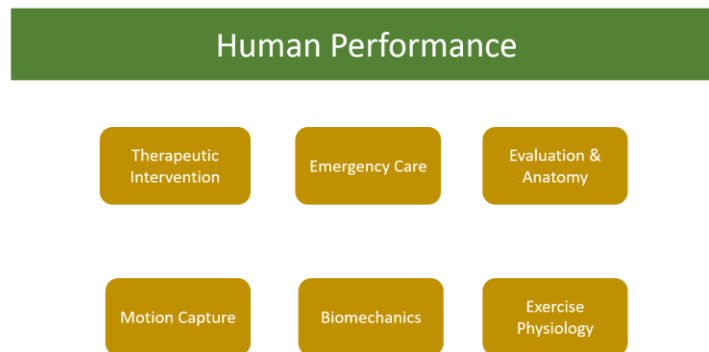 Human Performance
Therapeutic
Intervention
Emergency Care
Evaluation &
Anatomy
Motion Capture
Biomechanics
Exercise
Physiology